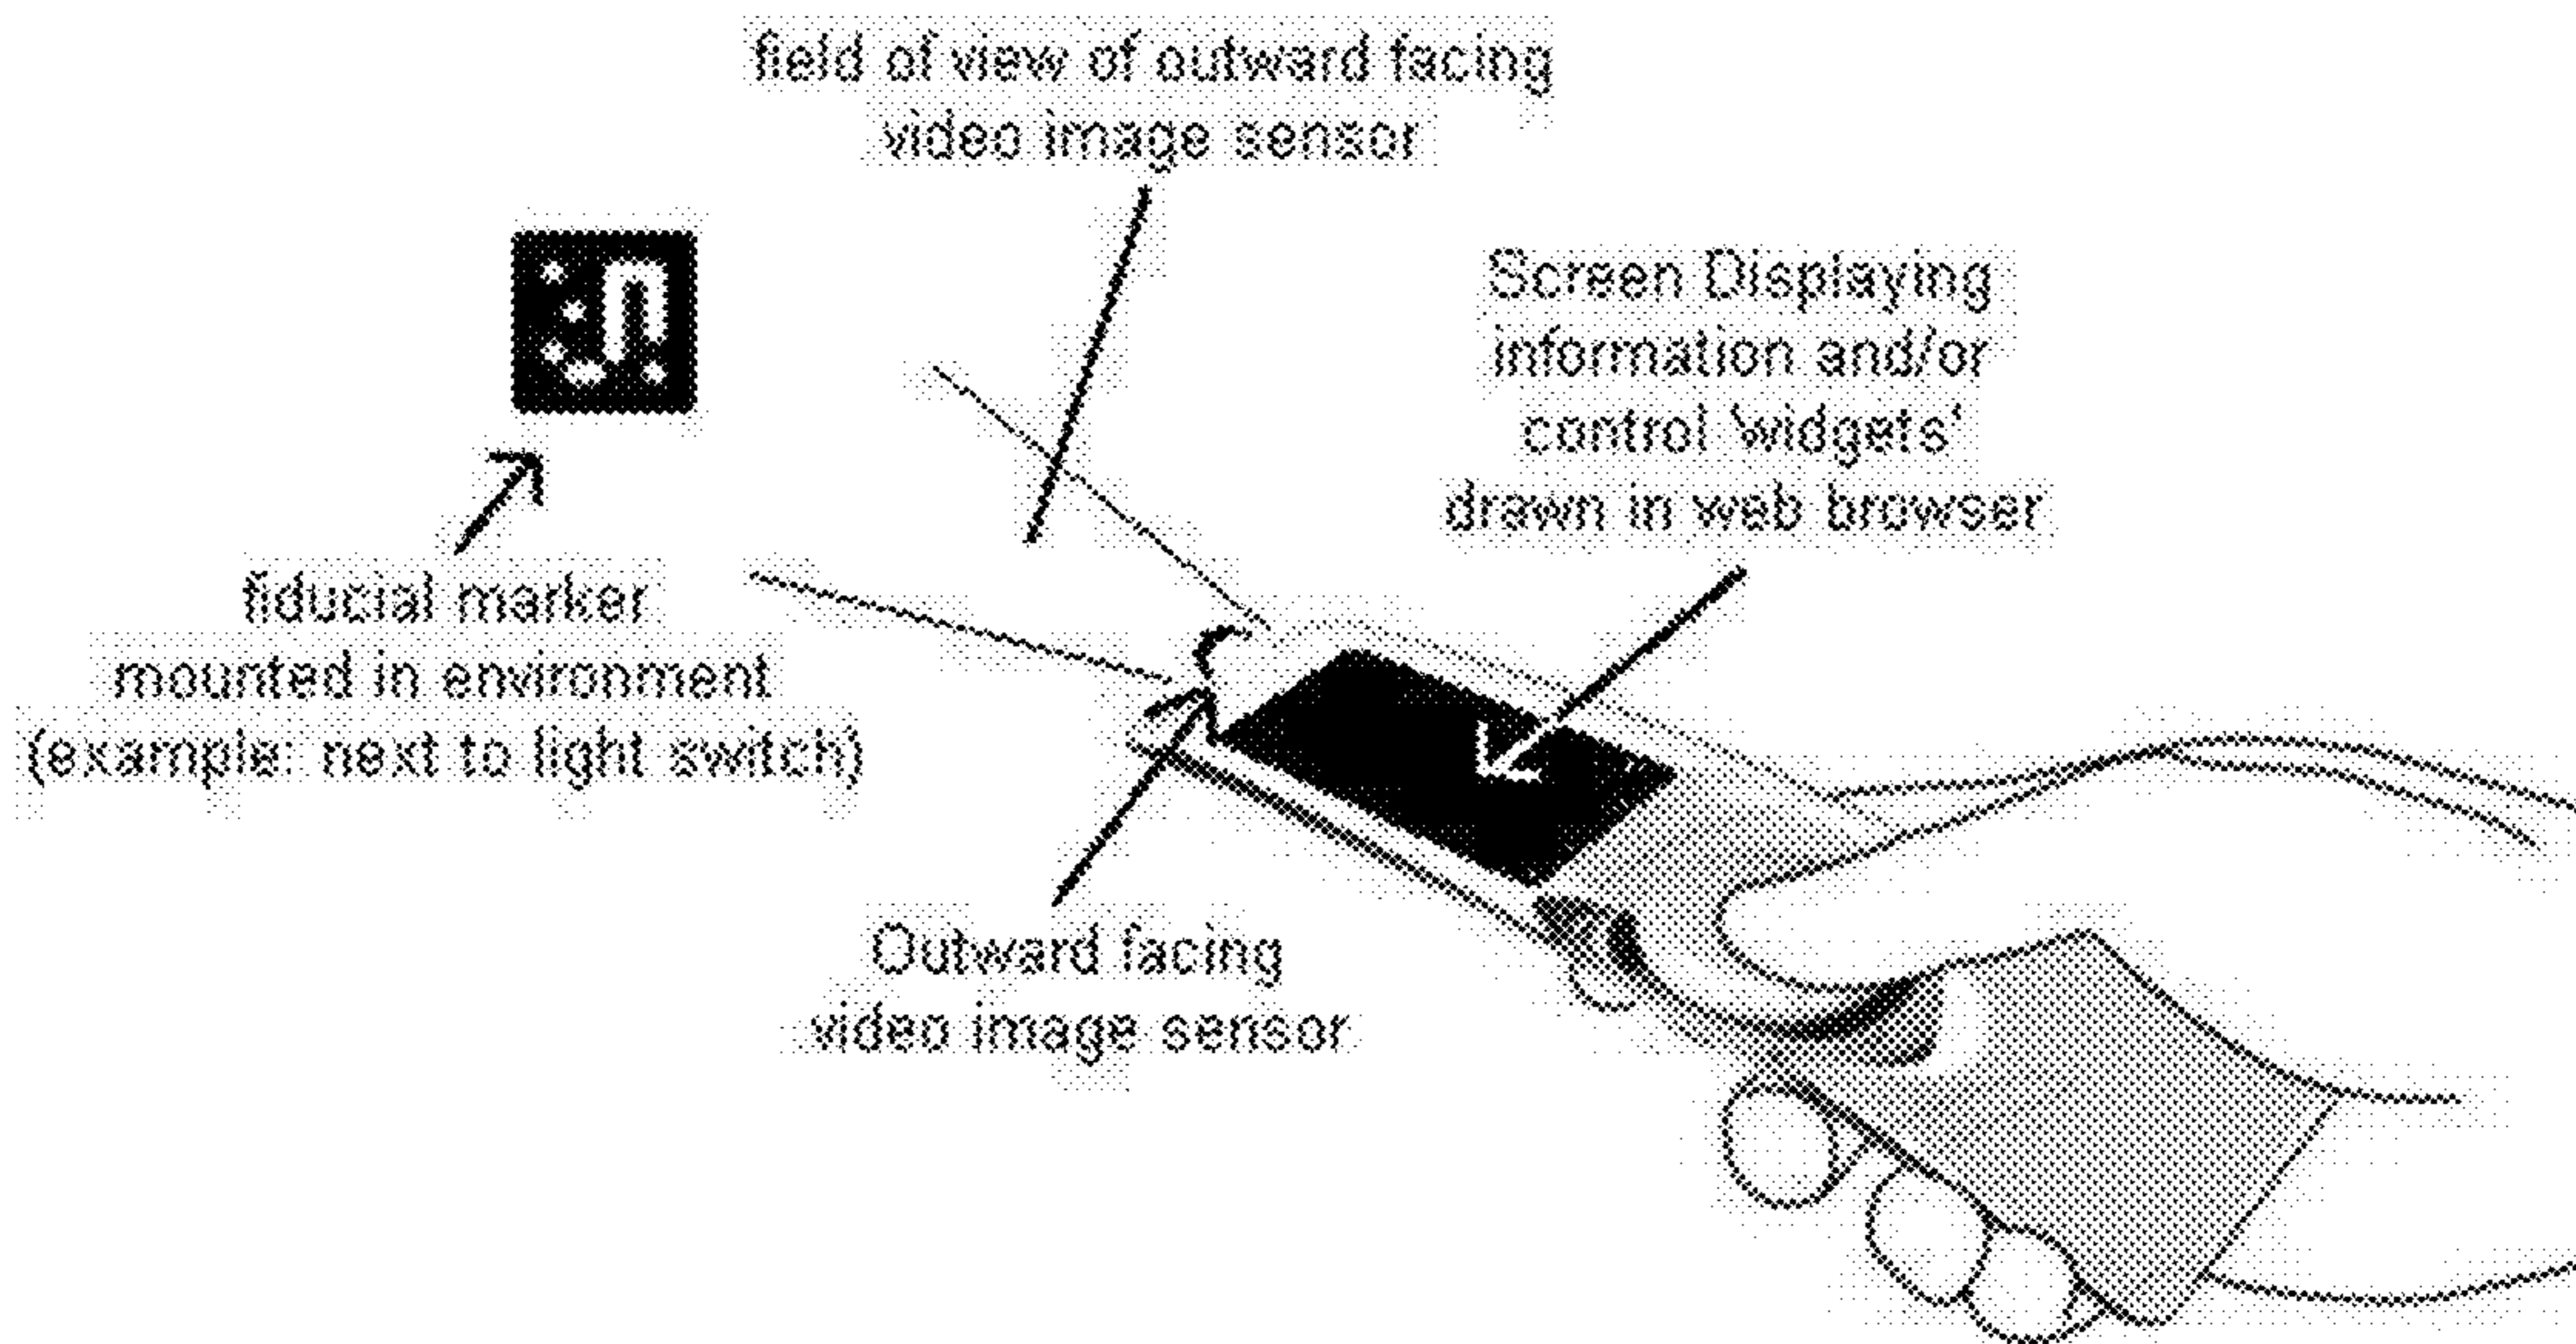 field of view of outward facing
video image sensor
Screen Displaying
information and/or
control 'widgets'
drawn in web browser
fiducial marker
mounted in environment
(example: next to light switch)
Outward facing
video image sensor